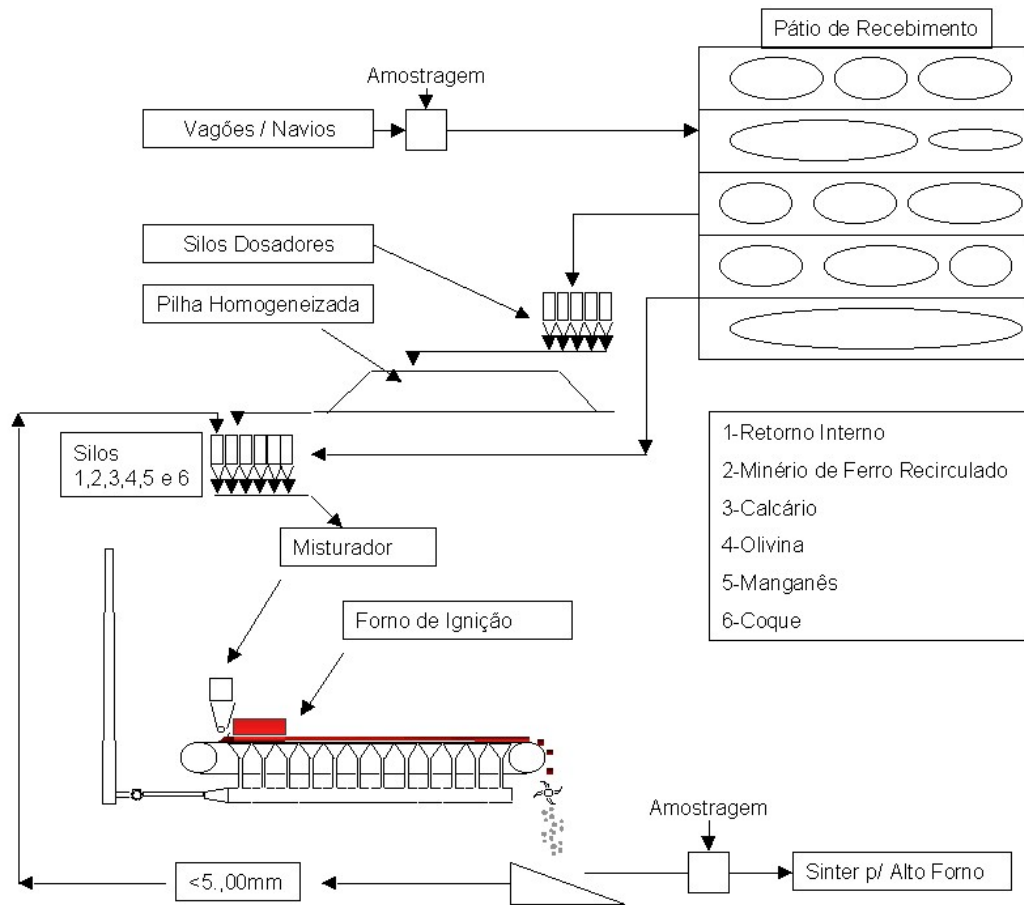 Pátio de Recebimento
Amostragem
Vagões / Navios
Silos Dosadores
Pilha Homogeneizada
Silos
1,2,3,4,5 e 6
1-Retorno Interno
2-Minério de Ferro Recirculado
3-Calcário
4-Olivina
5-Manganês
6-Coque
Misturador
Forno de Ignição
Amostragem
<5.,00mm
Sinter p/ Alto Forno